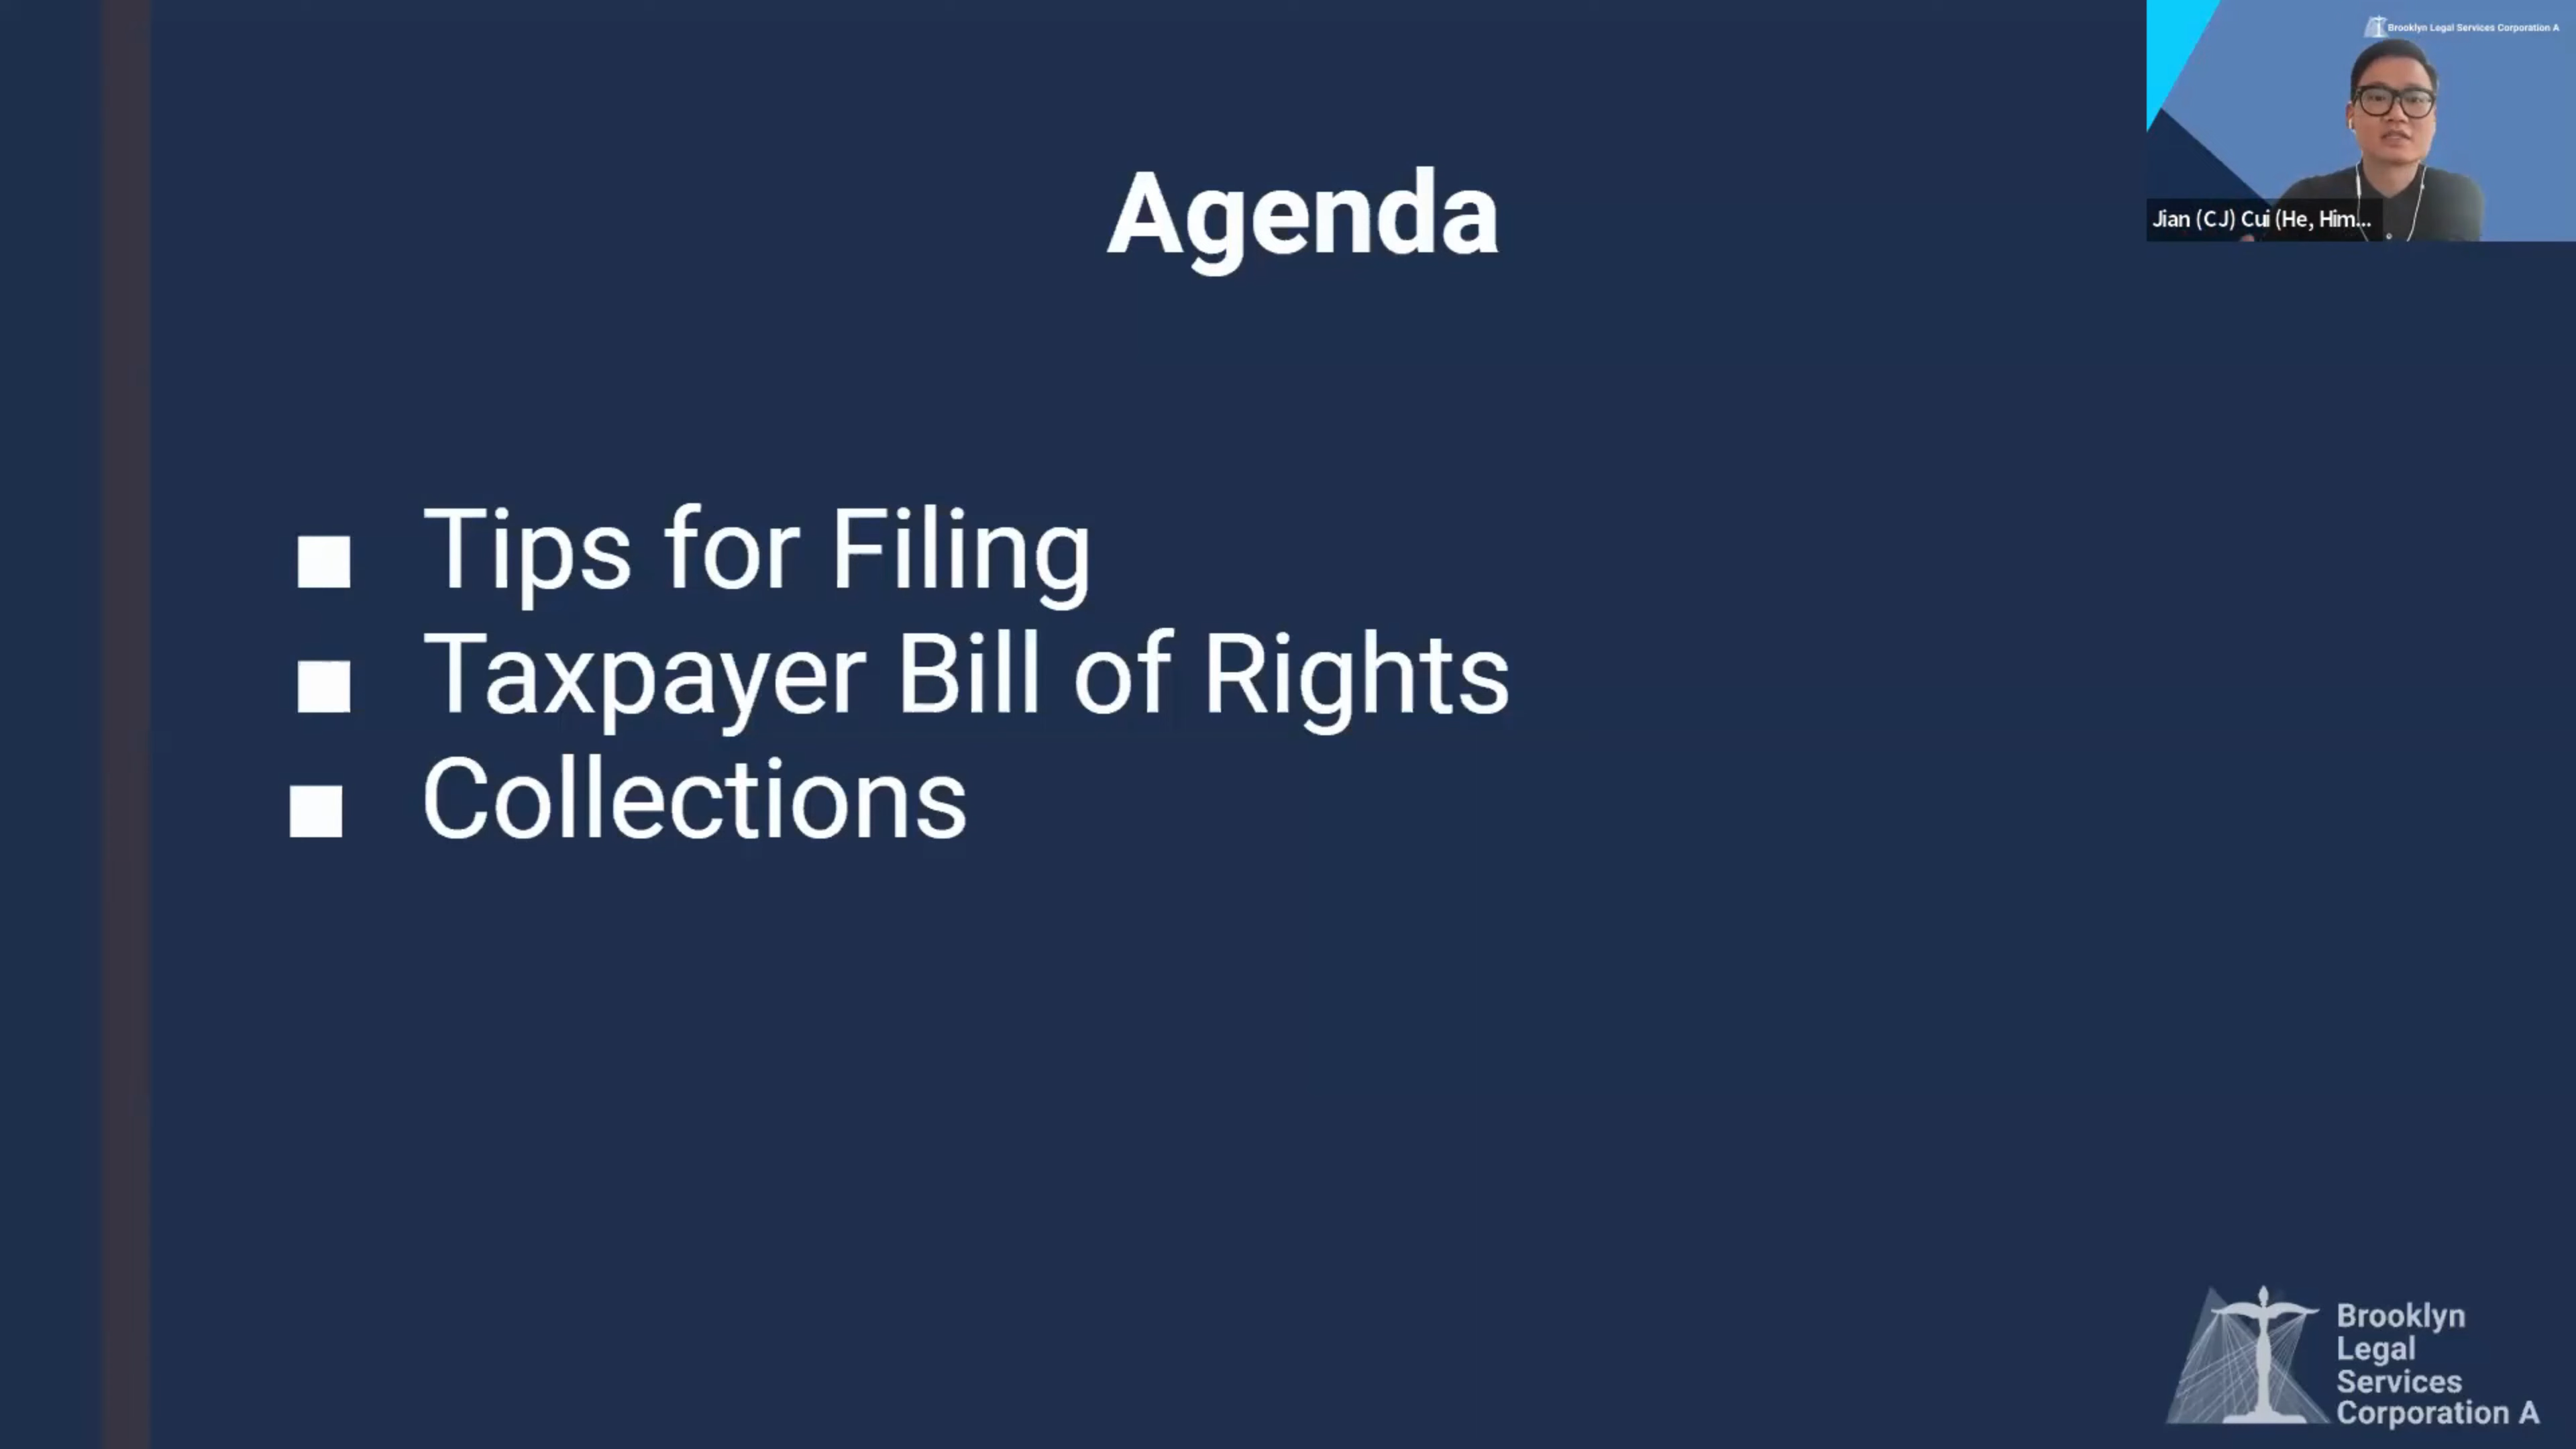 Brooklyn Legal Services Corporation A
Jian (CJ) Cui (He, Him...
Agenda
■ Tips for Filing
■ Taxpayer Bill of Rights
■ Collections
Brooklyn
Legal
Services
Corporation A